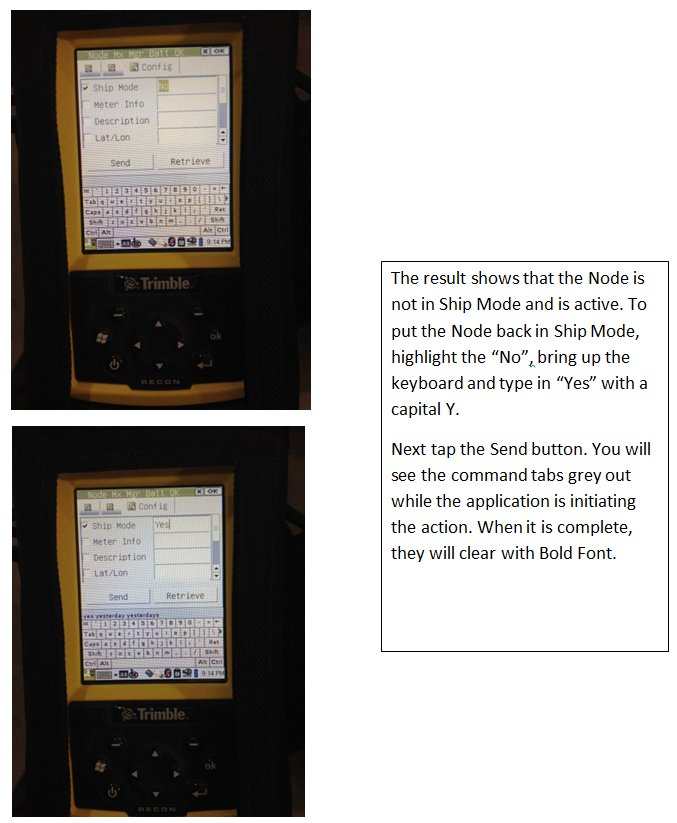 Node Mx Mgr Batt OK X OK
Config
Ship Mode No
Meter Info
Description
Lat/Lon
Send Retrieve
1 2 3 4 5 6 7 8 9 0 - =
Tab q w e r t y u i o p [ ] \
Caps a s d f g h j k l ; ' Ret
Shift z x c v b n m , . / Shift
Ctrl Alt Alt Ctrl
9:14 PM
Trimble
ok
RECON
The result shows that the Node is
not in Ship Mode and is active. To
put the Node back in Ship Mode,
highlight the “No”, bring up the
keyboard and type in “Yes” with a
capital Y.
Next tap the Send button. You will
see the command tabs grey out
while the application is initiating
the action. When it is complete,
they will clear with Bold Font.
Node Mx Mgr Batt OK X OK
Config
Ship Mode Yes
Meter Info
Description
Lat/Lon
Send Retrieve
yes yesterday yesterdays
1 2 3 4 5 6 7 8 9 0 - =
Tab q w e r t y u i o p [ ] \
Caps a s d f g h j k l ; ' Ret
Shift z x c v b n m , . / Shift
Ctrl Alt Alt Ctrl
9:14 PM
Trimble
ok
RECON